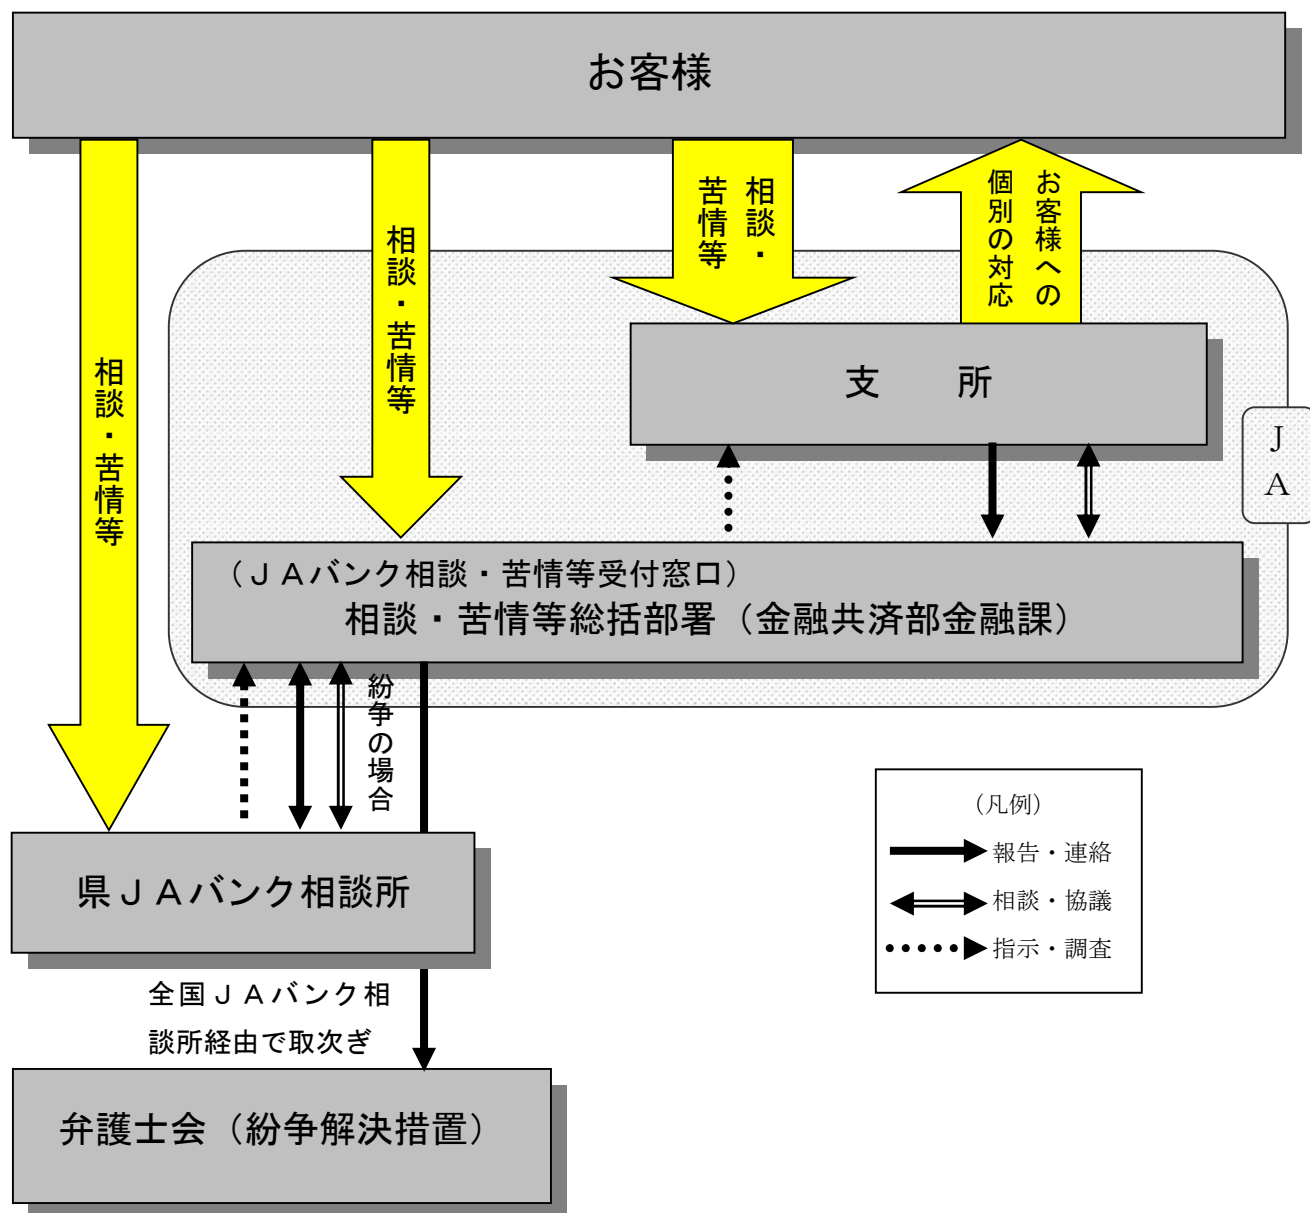 お客様
相談・苦情等
相談・苦情等
相談・
苦情等
お客様への
個別の対応
支　所
ＪＡ
（ＪＡバンク相談・苦情等受付窓口）
相談・苦情等総括部署（金融共済部金融課）
紛争の場合
県ＪＡバンク相談所
全国ＪＡバンク相
談所経由で取次ぎ
弁護士会（紛争解決措置）
（凡例）
報告・連絡
相談・協議
指示・調査